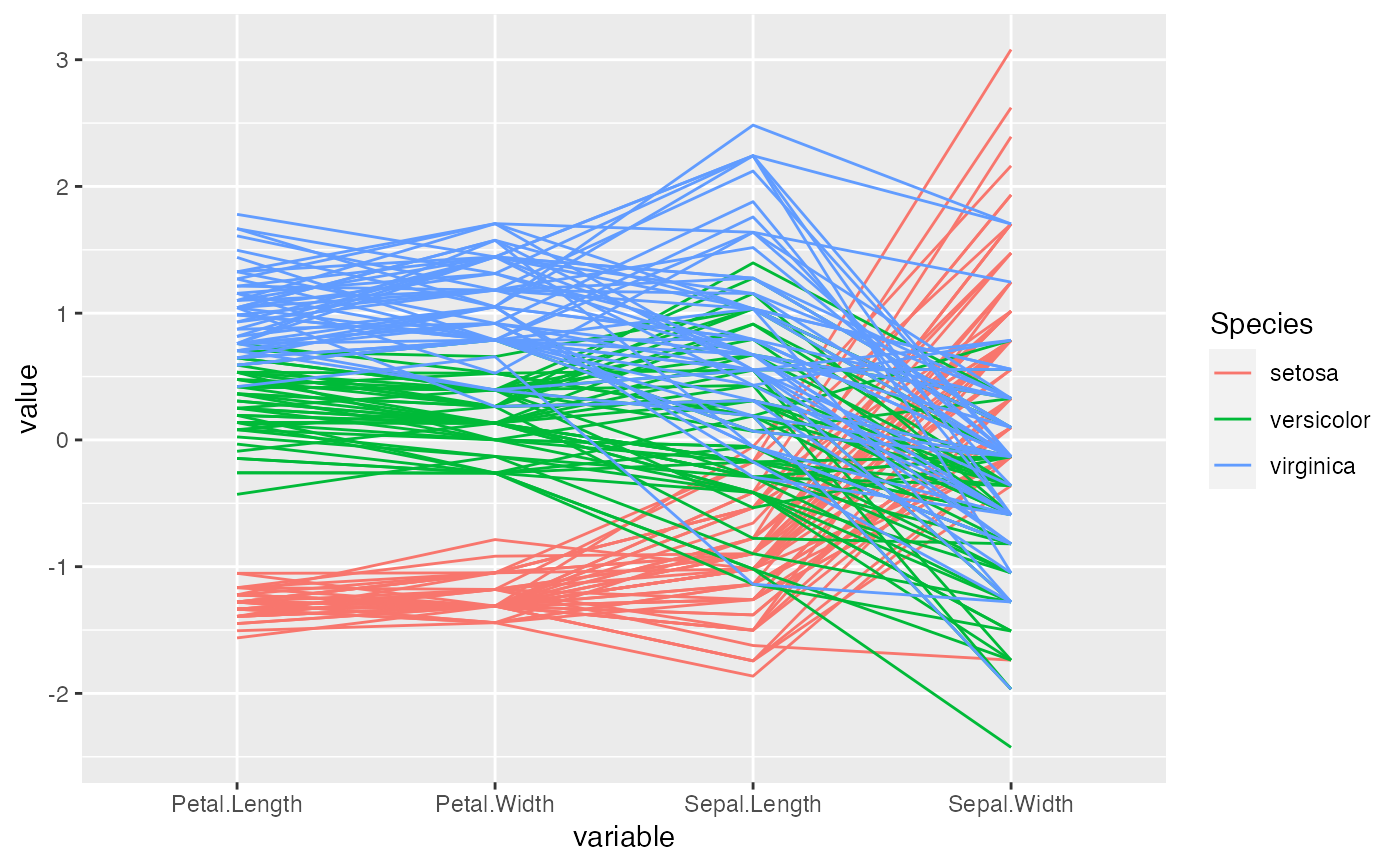 value
3
2
1
0
-1
-2
Petal.Length Petal.Width Sepal.Length Sepal.Width
variable
Species
setosa
versicolor
virginica